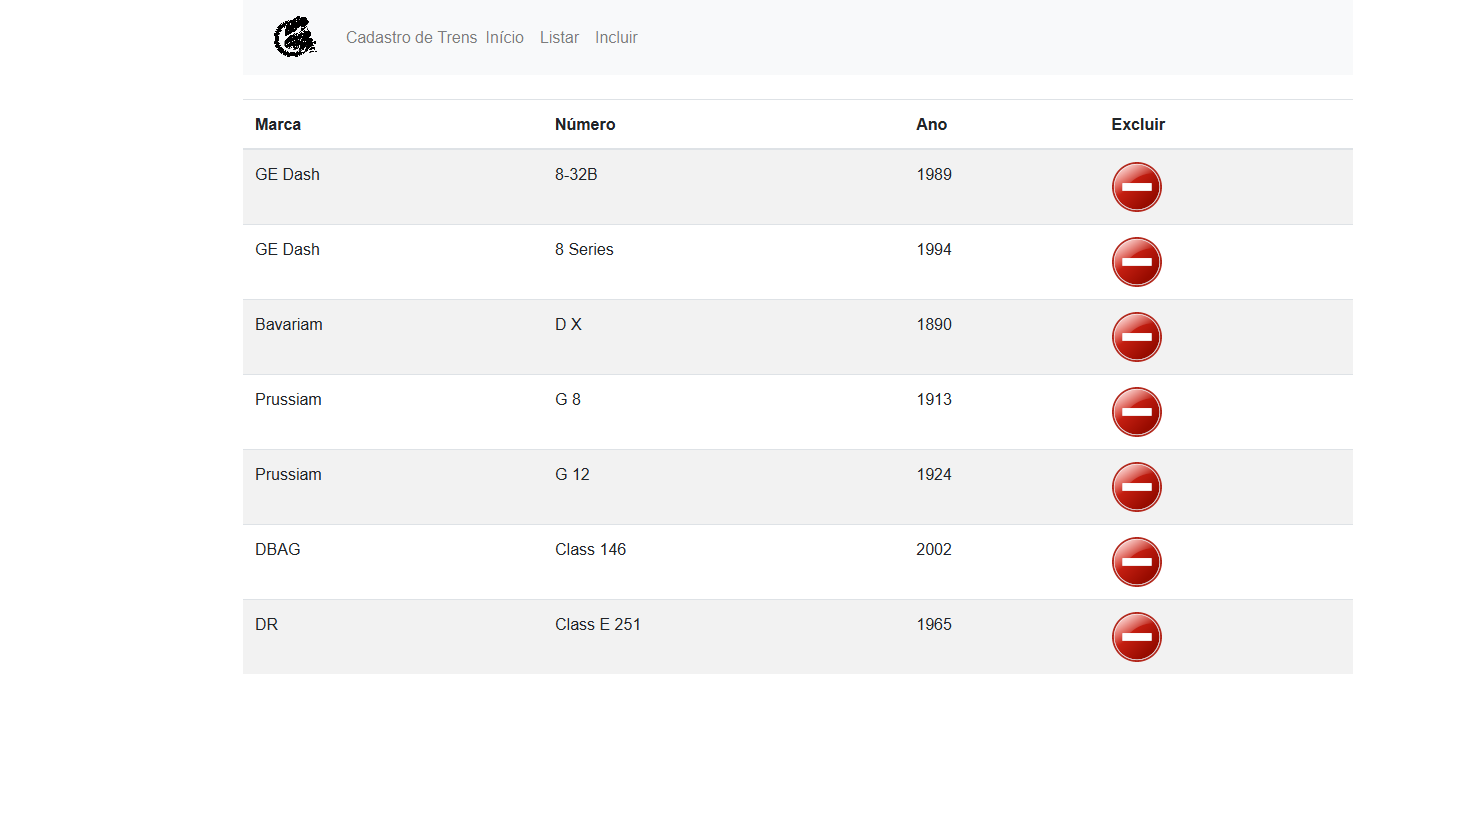 Cadastro de Trens Início Listar Incluir
Marca Número Ano Excluir
GE Dash 8-32B 1989
GE Dash 8 Series 1994
Bavariam D X 1890
Prussiam G 8 1913
Prussiam G 12 1924
DBAG Class 146 2002
DR Class E 251 1965